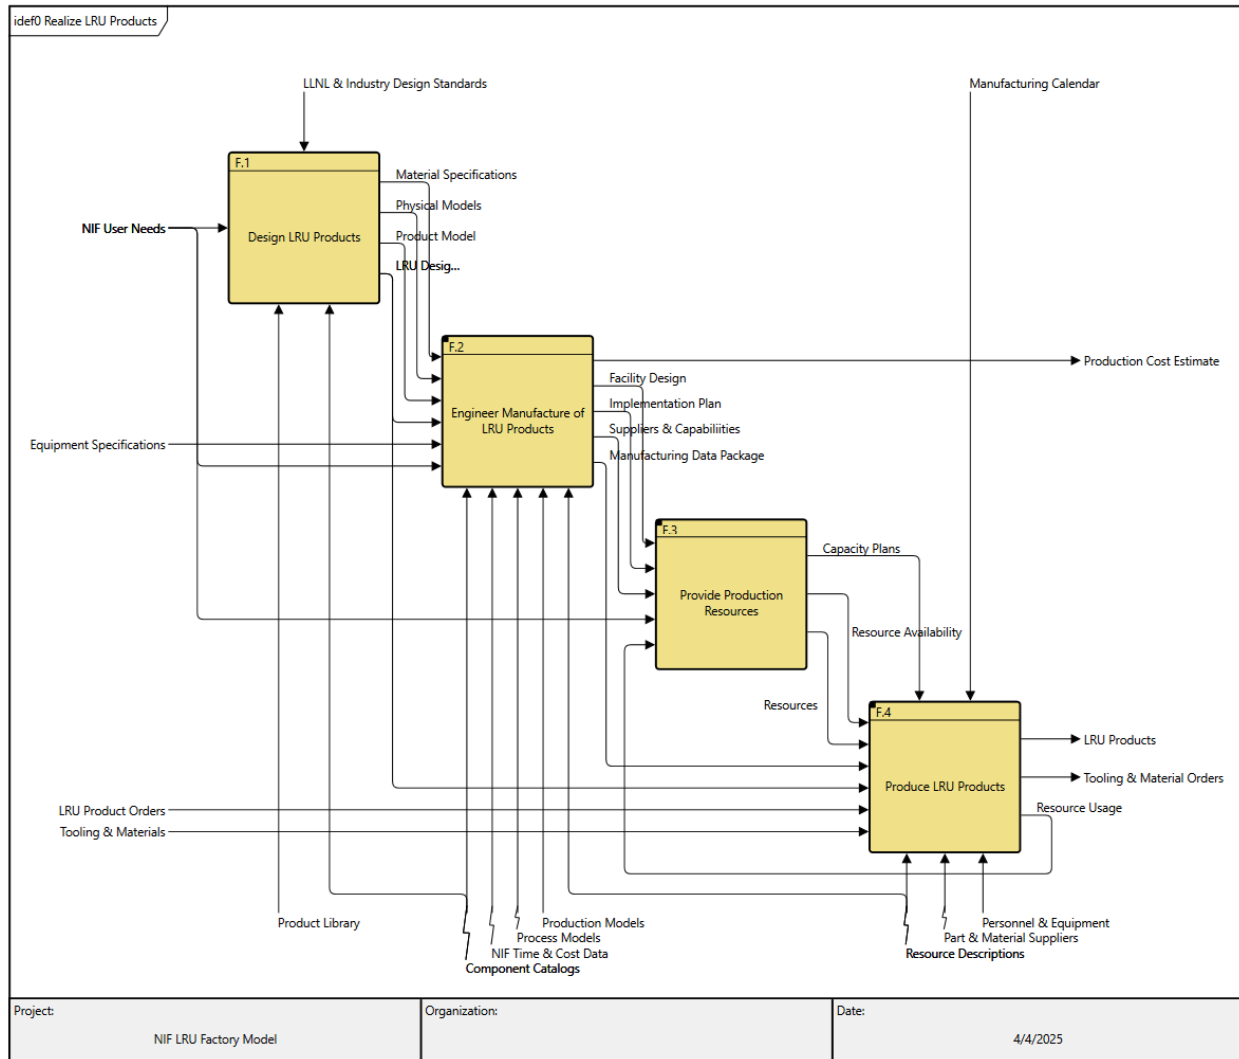 idef0 Realize LRU Products
LLNL & Industry Design Standards
Manufacturing Calendar
F.1
Design LRU Products
Material Specifications
Physical Models
Product Model
LRU Desig...
NIF User Needs
F.2
Engineer Manufacture of
LRU Products
Production Cost Estimate
Facility Design
Implementation Plan
Suppliers & Capabiliities
Manufacturing Data Package
Equipment Specifications
F.3
Provide Production
Resources
Capacity Plans
Resource Availability
Resources
F.4
Produce LRU Products
LRU Products
Tooling & Material Orders
Resource Usage
LRU Product Orders
Tooling & Materials
Product Library
Production Models
Process Models
NIF Time & Cost Data
Component Catalogs
Personnel & Equipment
Part & Material Suppliers
Resource Descriptions
Project:
NIF LRU Factory Model
Organization:
Date:
4/4/2025